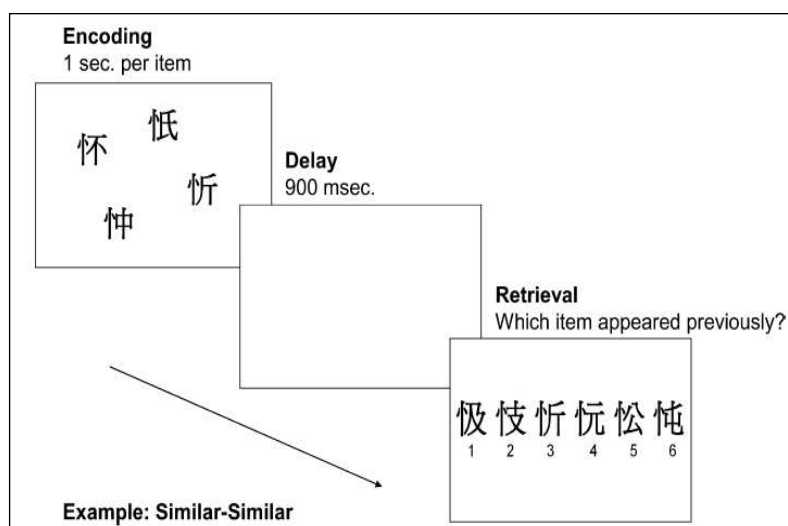 Encoding
1 sec. per item
怟
怀
忻
忡
Delay
900 msec.
Retrieval
Which item appeared previously?
忣 忮 忻 忨 忪 忳
1 2 3 4 5 6
Example: Similar-Similar